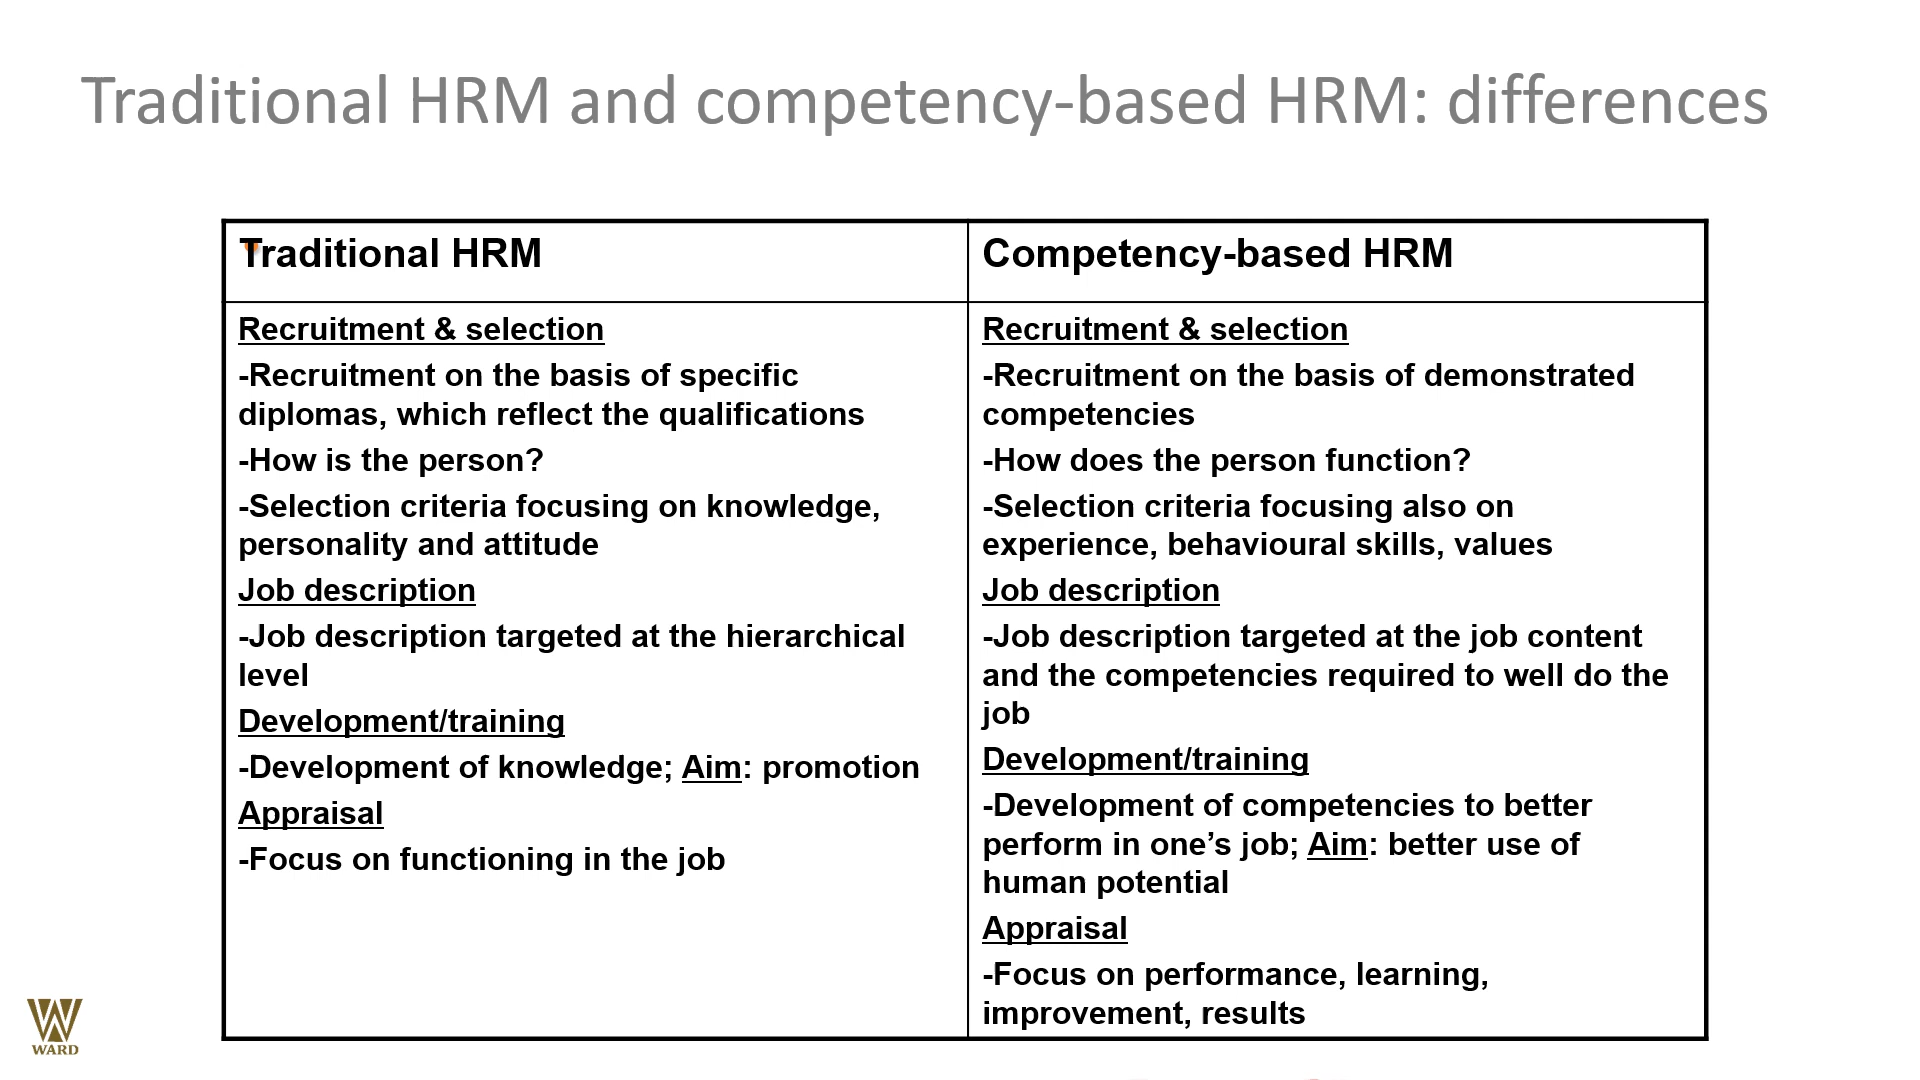 Traditional HRM and competency-based HRM: differences
Traditional HRM
Recruitment & selection
-Recruitment on the basis of specific
diplomas, which reflect the qualifications
-How is the person?
-Selection criteria focusing on knowledge,
personality and attitude
Job description
-Job description targeted at the hierarchical
level
Development/training
-Development of knowledge; Aim: promotion
Appraisal
-Focus on functioning in the job
Competency-based HRM
Recruitment & selection
-Recruitment on the basis of demonstrated
competencies
-How does the person function?
-Selection criteria focusing also on
experience, behavioural skills, values
Job description
-Job description targeted at the job content
and the competencies required to well do the
job
Development/training
-Development of competencies to better
perform in one’s job; Aim: better use of
human potential
Appraisal
-Focus on performance, learning,
improvement, results
WARD